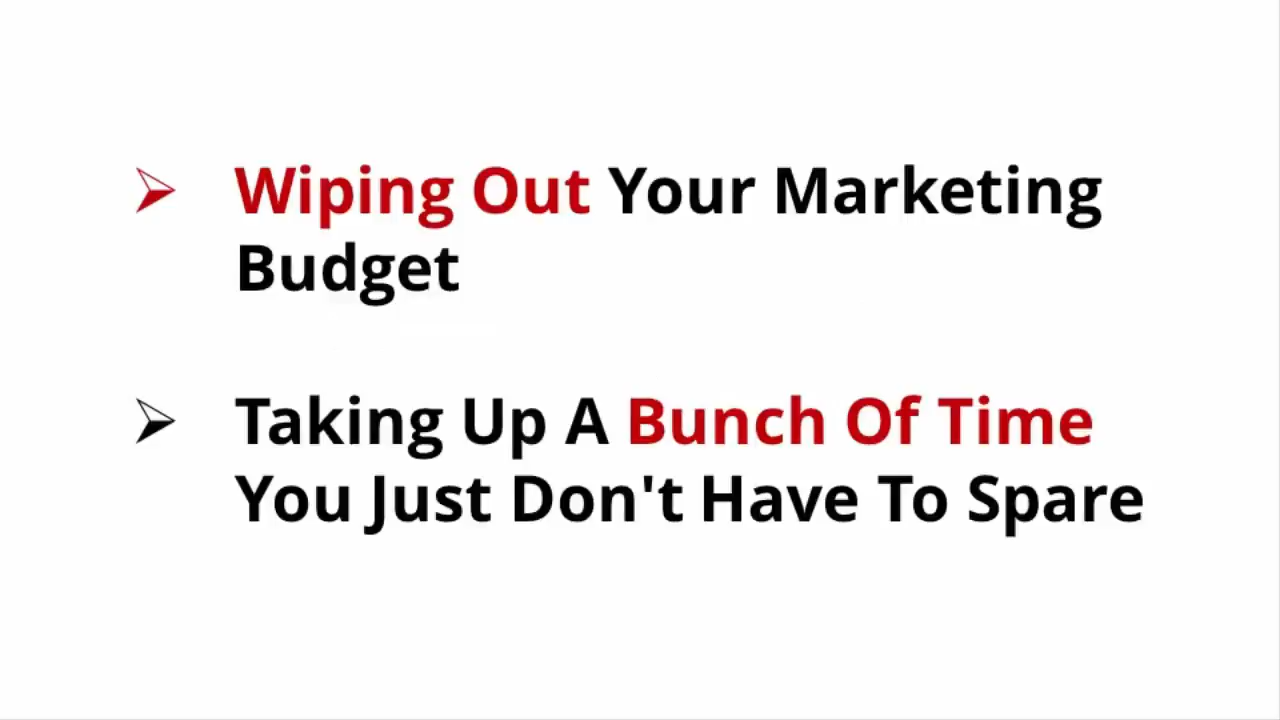 ➢ Wiping Out Your Marketing
Budget
➢ Taking Up A Bunch Of Time
You Just Don't Have To Spare